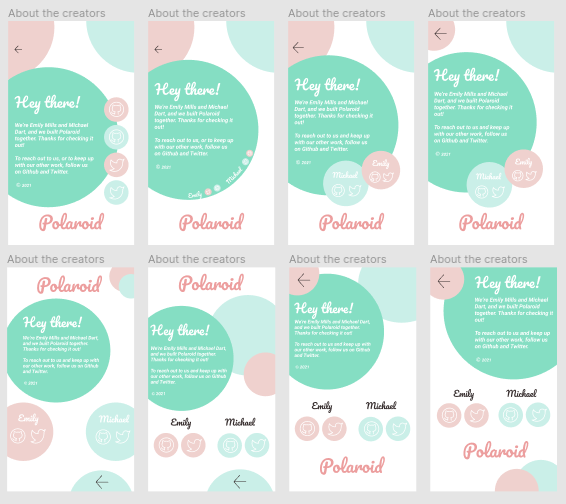 About the creators
Hey there!
We're Emily Mills and Michael
Dart, and we built Polaroid
together. Thanks for checking it
out!
To reach out to us, or to keep up
with our other work, follow us
on Github and Twitter.
© 2021
Polaroid
About the creators
Hey there!
We're Emily Mills and Michael
Dart, and we built Polaroid
together. Thanks for checking it
out!
To reach out to us, or to keep up
with our other work, follow us
on Github and Twitter.
© 2021
Emily
Michael
Polaroid
About the creators
Hey there!
We're Emily Mills and Michael
Dart, and we built Polaroid
together. Thanks for checking it
out!
To reach out to us and to keep up
with our other work, follow us
on Github and Twitter.
© 2021
Emily
Michael
Polaroid
About the creators
Hey there!
We're Emily Mills and Michael
Dart, and we built Polaroid
together. Thanks for checking it
out!
To reach out to us and to keep up
with our other work, follow us
on Github and Twitter.
© 2021
Emily
Michael
Polaroid
About the creators
Polaroid
Hey there!
We're Emily Mills and Michael Dart,
and we built Polaroid together.
Thanks for checking it out!
To reach out to us and to keep up with
our other work, follow us on Github
and Twitter.
© 2021
Emily
Michael
About the creators
Polaroid
Hey there!
We're Emily Mills and Michael Dart,
and we built Polaroid together.
Thanks for checking it out!
To reach out to us and to keep up with
our other work, follow us on Github
and Twitter.
© 2021
Emily
Michael
About the creators
Hey there!
We're Emily Mills and Michael Dart,
and we built Polaroid together.
Thanks for checking it out!
To reach out to us and to keep up with
our other work, follow us on Github
and Twitter.
© 2021
Emily
Michael
Polaroid
About the creators
Hey there!
We're Emily Mills and Michael Dart,
and we built Polaroid together.
Thanks for checking it
out!
To reach out to us and to keep up
with our other work, follow us
on Github and Twitter.
© 2021
Emily
Michael
Polaroid